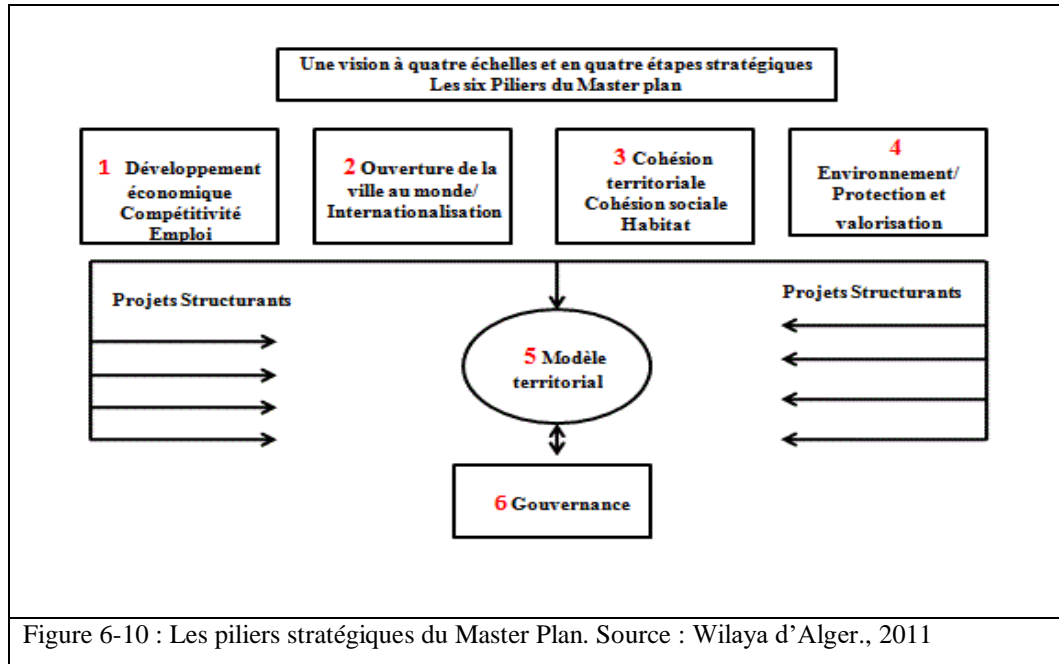 Une vision à quatre échelles et en quatre étapes stratégiques
Les six Piliers du Master plan
1 Développement
économique
Compétitivité
Emploi
2 Ouverture de la
ville au monde/
Internationalisation
3 Cohésion
territoriale
Cohésion sociale
Habitat
4
Environnement/
Protection et
valorisation
Projets Structurants
Projets Structurants
5 Modèle
territorial
6 Gouvernance
Figure 6-10 : Les piliers stratégiques du Master Plan. Source : Wilaya d’Alger., 2011